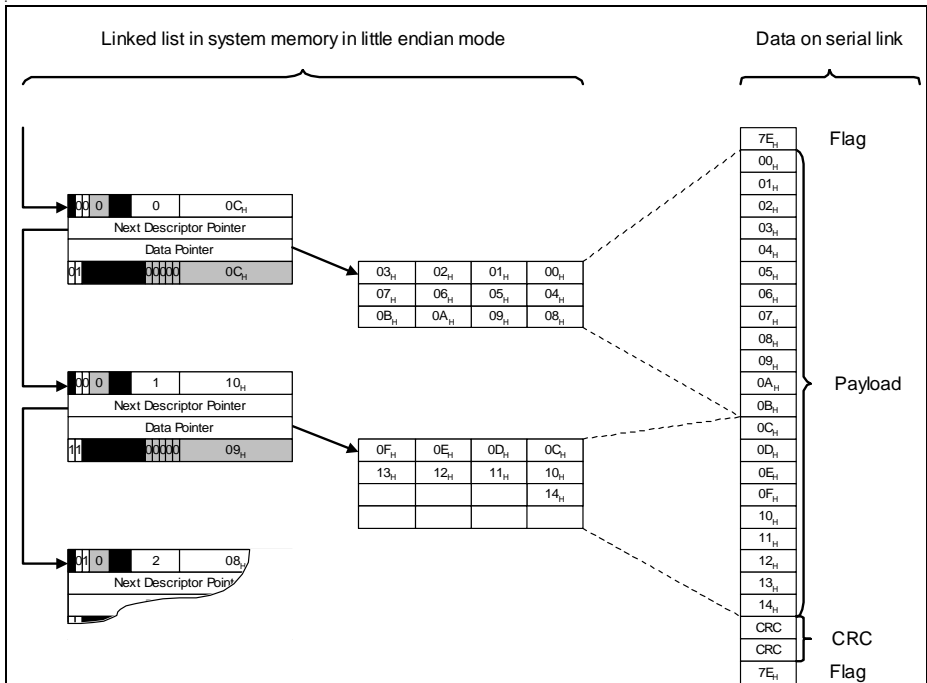 Linked list in system memory in little endian mode
Data on serial link
7EH Flag
00H
01H
02H
03H
04H
05H
06H
07H
08H
09H
0AH
0BH
0CH
0DH
0EH
0FH
10H
11H
12H
13H
14H
Payload
CRC
CRC
CRC
7EH Flag
00 0 0 0CH
Next Descriptor Pointer
Data Pointer
01 00000 0CH
03H 02H 01H 00H
07H 06H 05H 04H
0BH 0AH 09H 08H
00 0 1 10H
Next Descriptor Pointer
Data Pointer
11 00000 09H
0FH 0EH 0DH 0CH
13H 12H 11H 10H
14H
01 0 2 08H
Next Descriptor Point